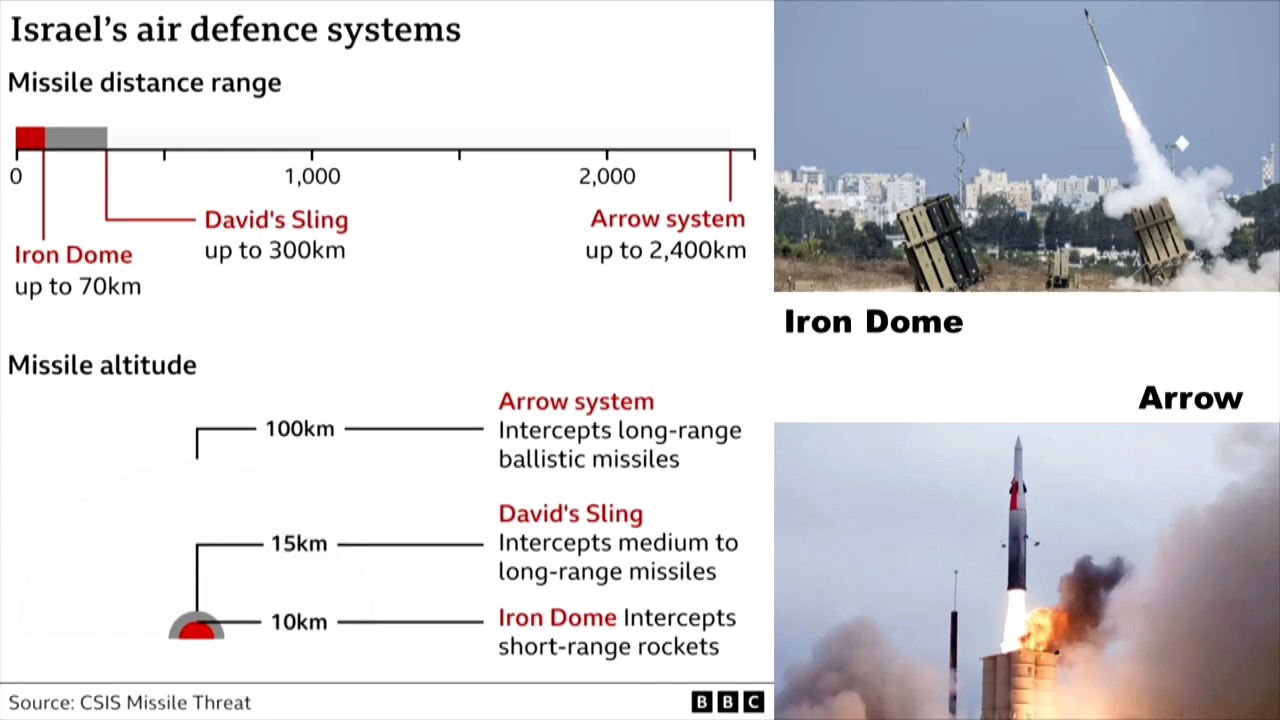 Israel's air defence systems
Missile distance range
0
1,000
2,000
Iron Dome
up to 70km
David's Sling
up to 300km
Arrow system
up to 2,400km
Missile altitude
100km
Arrow system
Intercepts long-range
ballistic missiles
15km
David's Sling
Intercepts medium to
long-range missiles
10km
Iron Dome Intercepts
short-range rockets
Source: CSIS Missile Threat
BBC
Iron Dome
Arrow